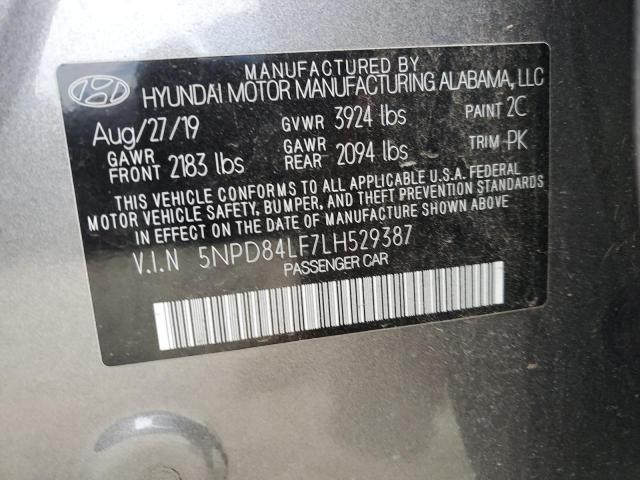 MANUFACTURED BY
HYUNDAI MOTOR MANUFACTURING ALABAMA, LLC
Aug/27/19 GVWR 3924 lbs PAINT 2C
GAWR FRONT 2183 lbs GAWR REAR 2094 lbs TRIM PK
THIS VEHICLE CONFORMS TO ALL APPLICABLE U.S.A. FEDERAL
MOTOR VEHICLE SAFETY, BUMPER, AND THEFT PREVENTION STANDARDS
IN EFFECT ON THE DATE OF MANUFACTURE SHOWN ABOVE.
V.I.N 5NPD84LF7LH529387
PASSENGER CAR